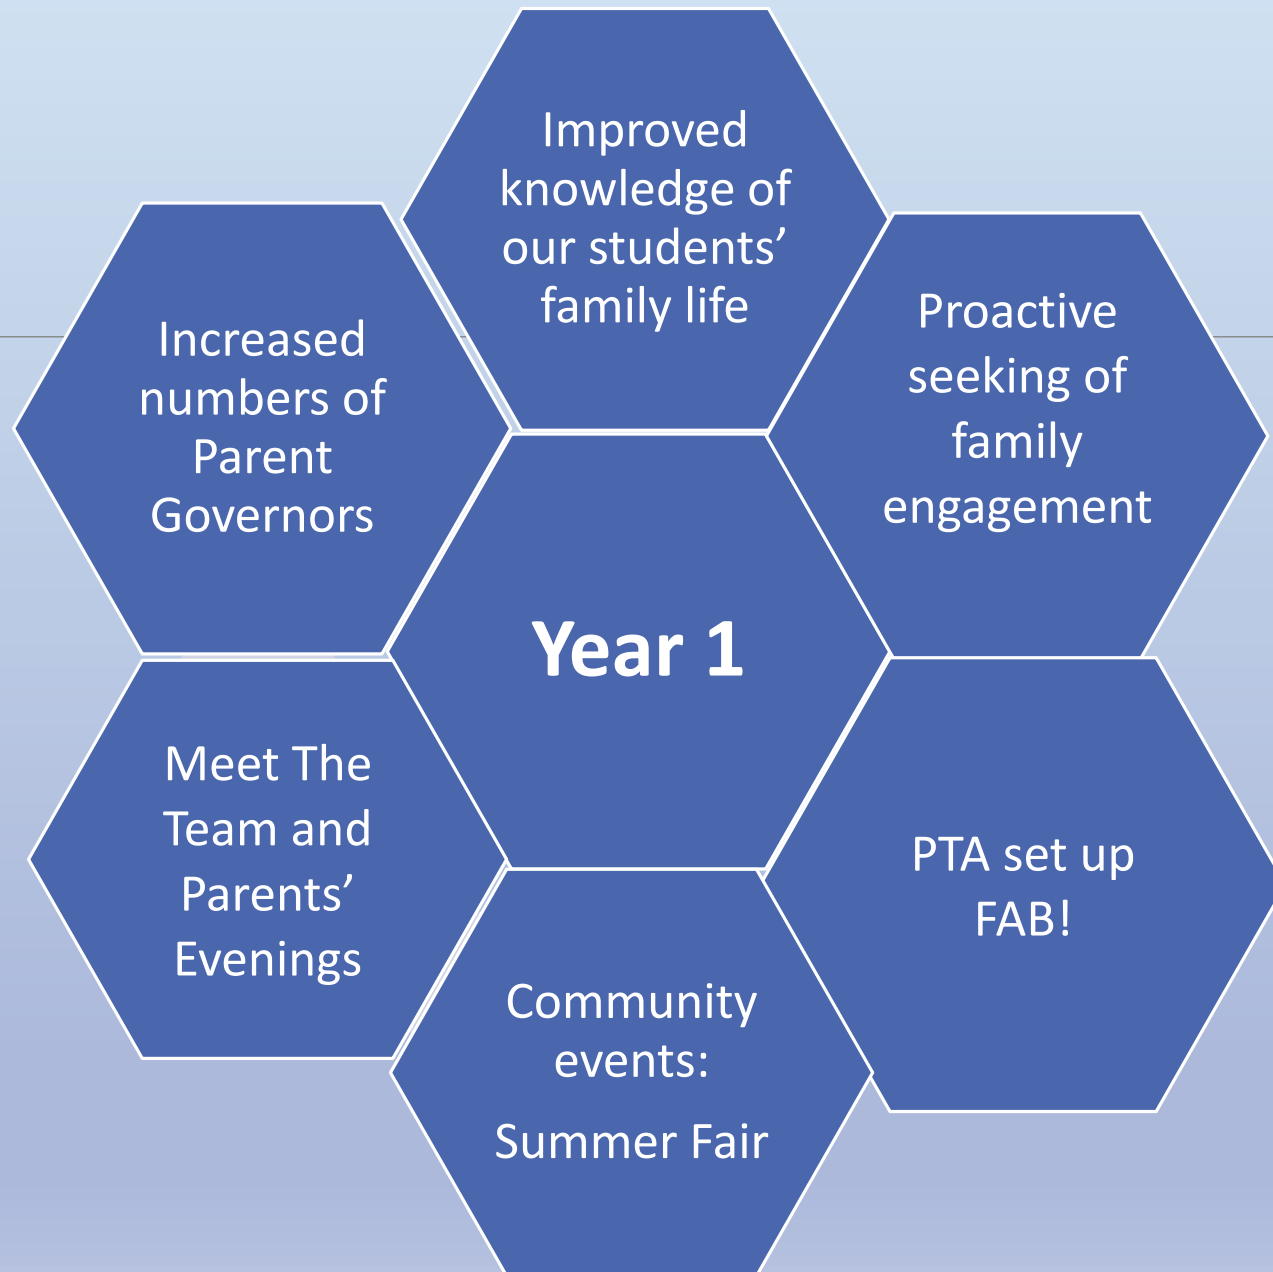 Improved
knowledge of
our students’
family life
Proactive
seeking of
family
engagement
PTA set up
FAB!
Community
events:
Summer Fair
Meet The
Team and
Parents’
Evenings
Increased
numbers of
Parent
Governors
Year 1